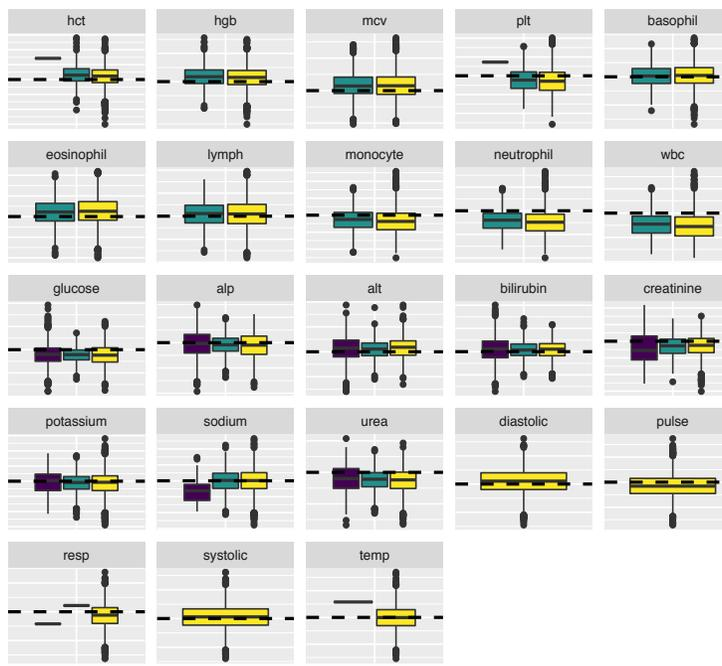 hct hgb mcv plt basophil
eosinophil lymph monocyte neutrophil wbc
glucose alp alt bilirubin creatinine
potassium sodium urea diastolic pulse
resp systolic temp